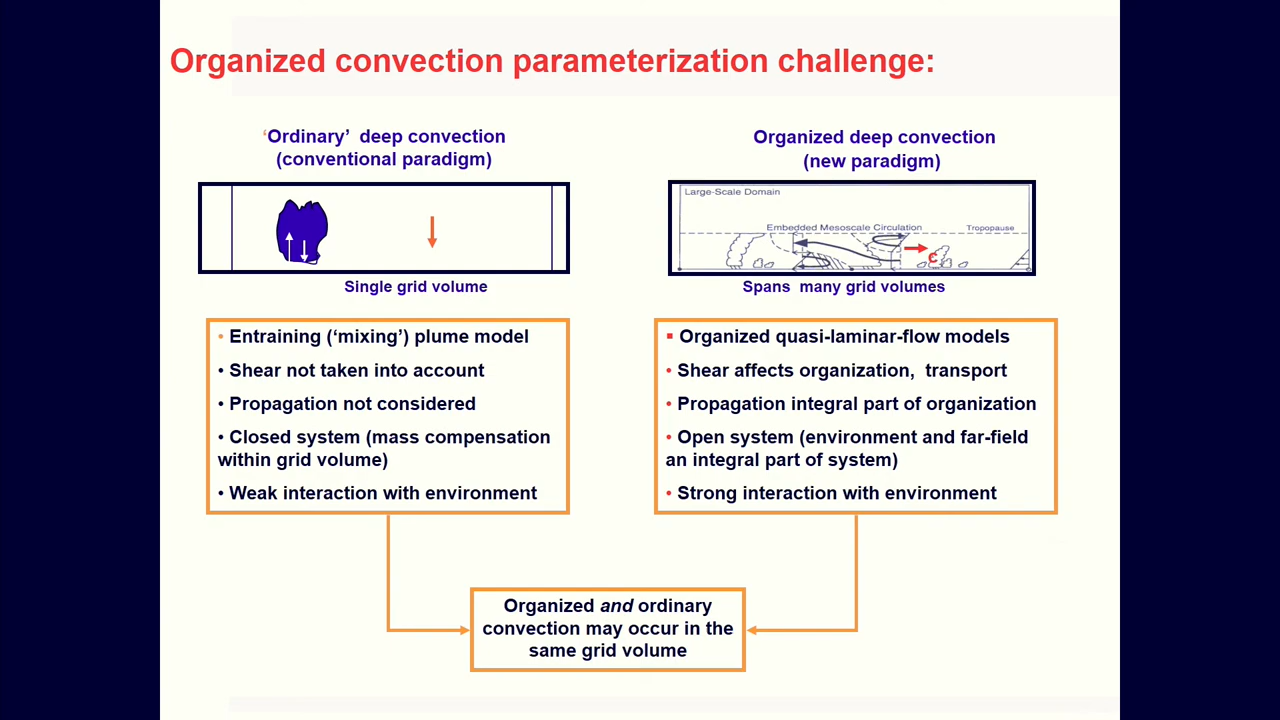 Organized convection parameterization challenge:
‘Ordinary’ deep convection
(conventional paradigm)
Single grid volume
• Entraining (‘mixing’) plume model
• Shear not taken into account
• Propagation not considered
• Closed system (mass compensation
within grid volume)
• Weak interaction with environment
Organized deep convection
(new paradigm)
Large-Scale Domain
Embedded Mesoscale Circulation
Tropopause
c
Spans many grid volumes
▪ Organized quasi-laminar-flow models
• Shear affects organization, transport
• Propagation integral part of organization
• Open system (environment and far-field
an integral part of system)
• Strong interaction with environment
Organized and ordinary
convection may occur in the
same grid volume